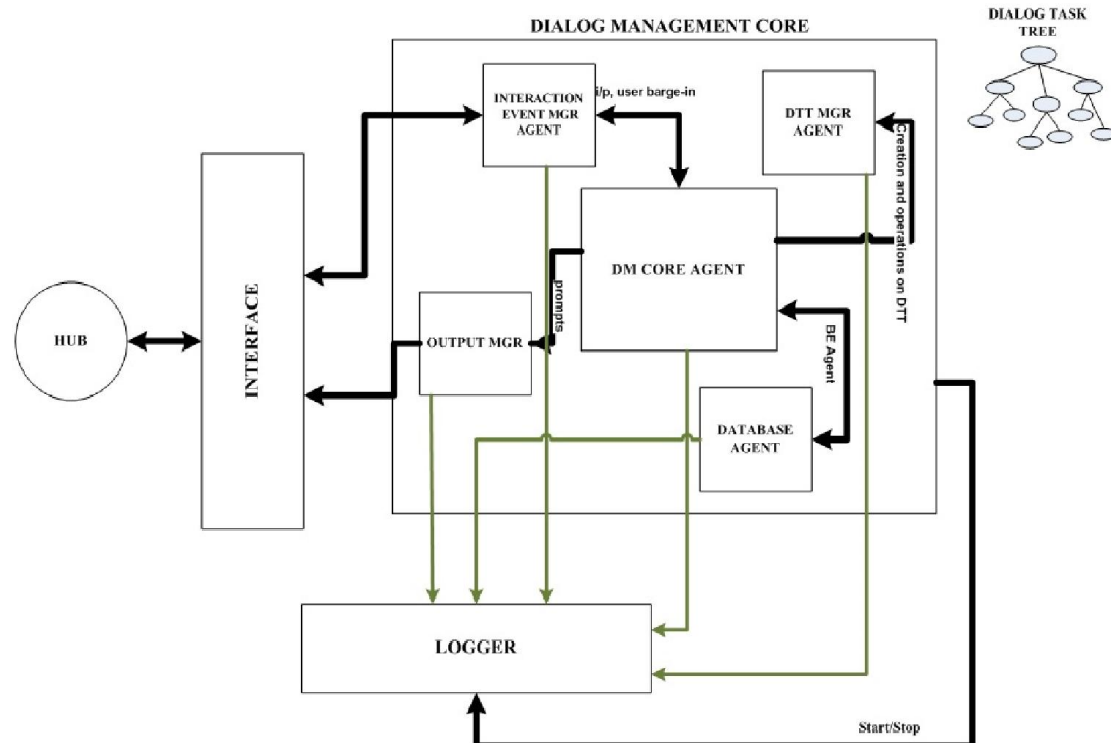 DIALOG TASK
TREE
DIALOG MANAGEMENT CORE
INTERACTION
EVENT MGR
AGENT
i/p, user barge-in
DTT MGR
AGENT
Creation and operations on DTT
DM CORE AGENT
prompts
HUB
INTERFACE
OUTPUT MGR
BE Agent
DATABASE
AGENT
LOGGER
Start/Stop